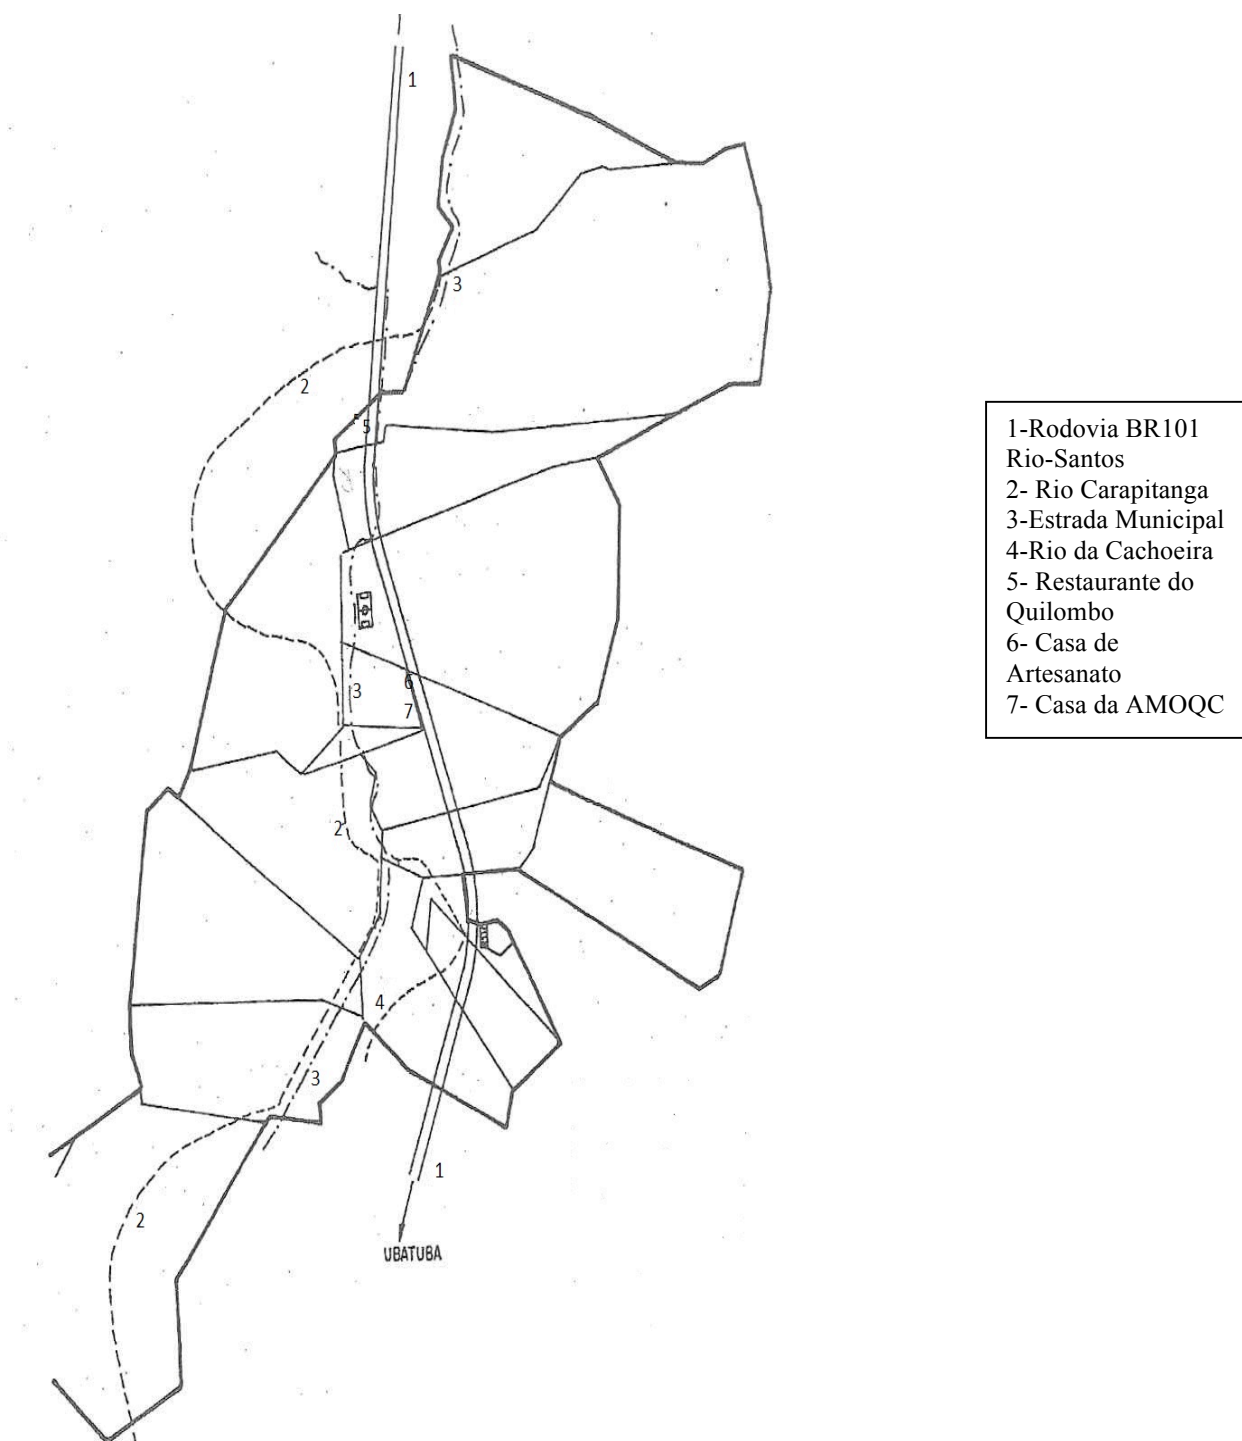 1
3
2
5
1-Rodovia BR101
Rio-Santos
2- Rio Carapitanga
3-Estrada Municipal
4-Rio da Cachoeira
5- Restaurante do
Quilombo
6- Casa de
Artesanato
7- Casa da AMOQC
6
3
7
2
4
3
1
2
UBATUBA